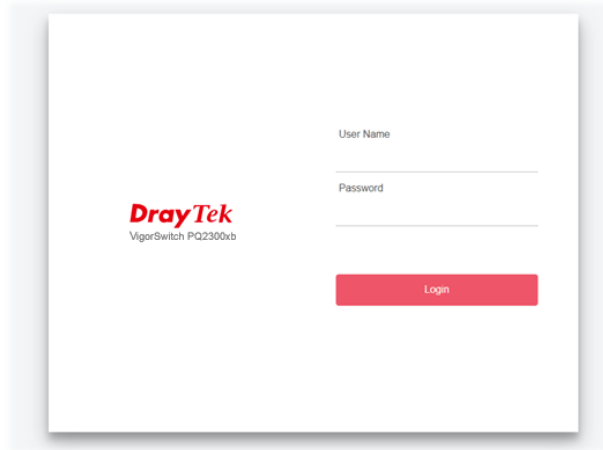 User Name
Password
DrayTek
VigorSwitch PQ2300xb
Login